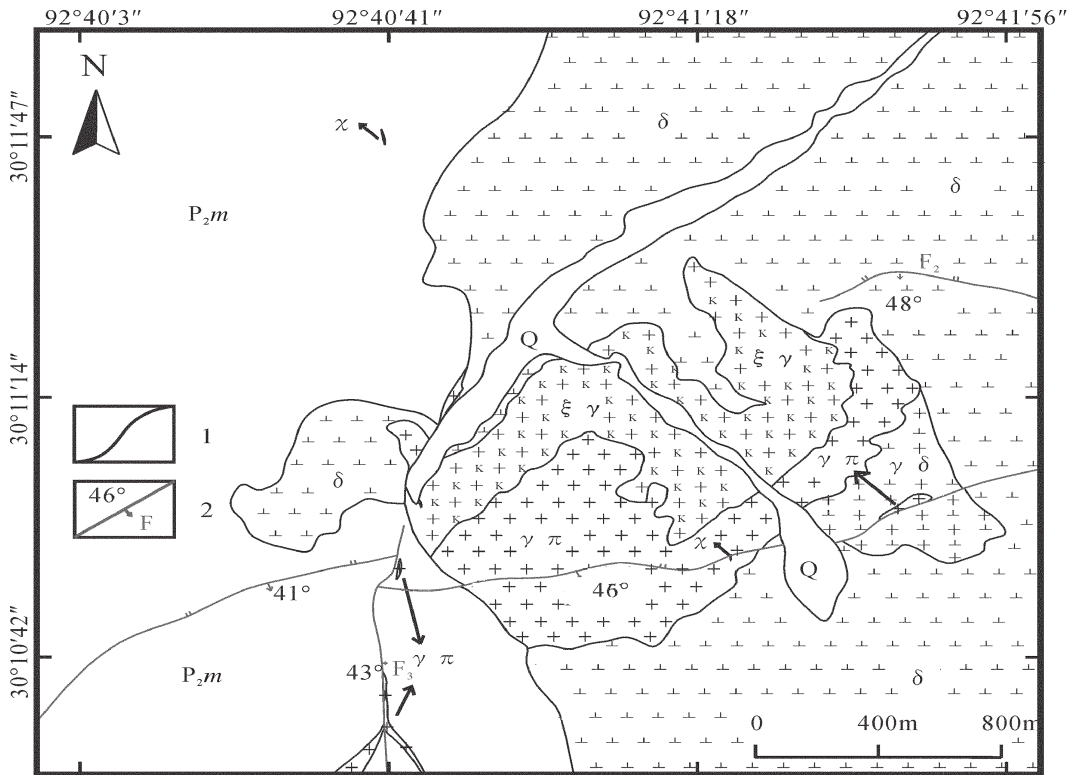 92°40′3″ 92°40′41″ 92°41′18″ 92°41′56″
N
30°11′47″
χ
δ
δ
P₂m
F₂
48°
Q
ξ γ
30°11′14″
ξ γ
1
γ π
γ δ
δ
46°
F
2
γ π
χ
Q
41°
46°
30°10′42″
43°
F₃
γ π
P₂m
δ
0 400m 800m